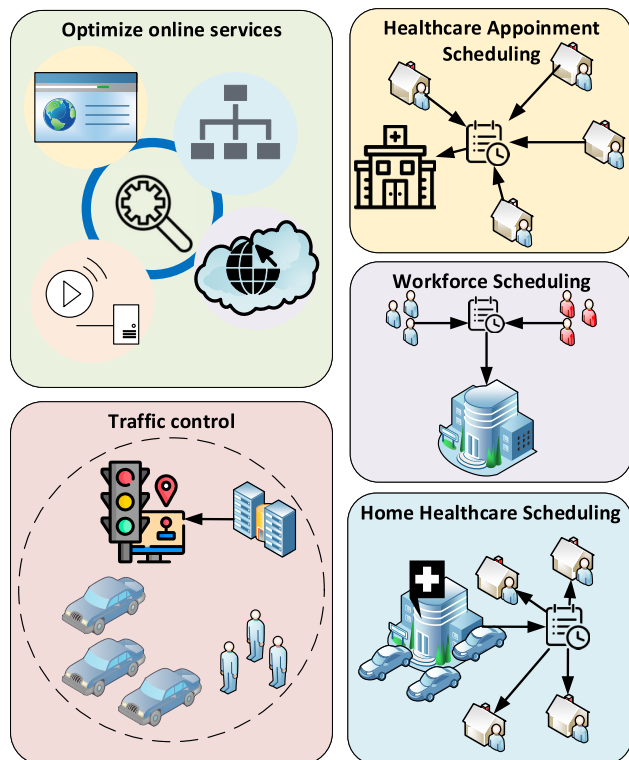 Optimize online services
Healthcare Appoinment
Scheduling
Workforce Scheduling
Traffic control
Home Healthcare Scheduling